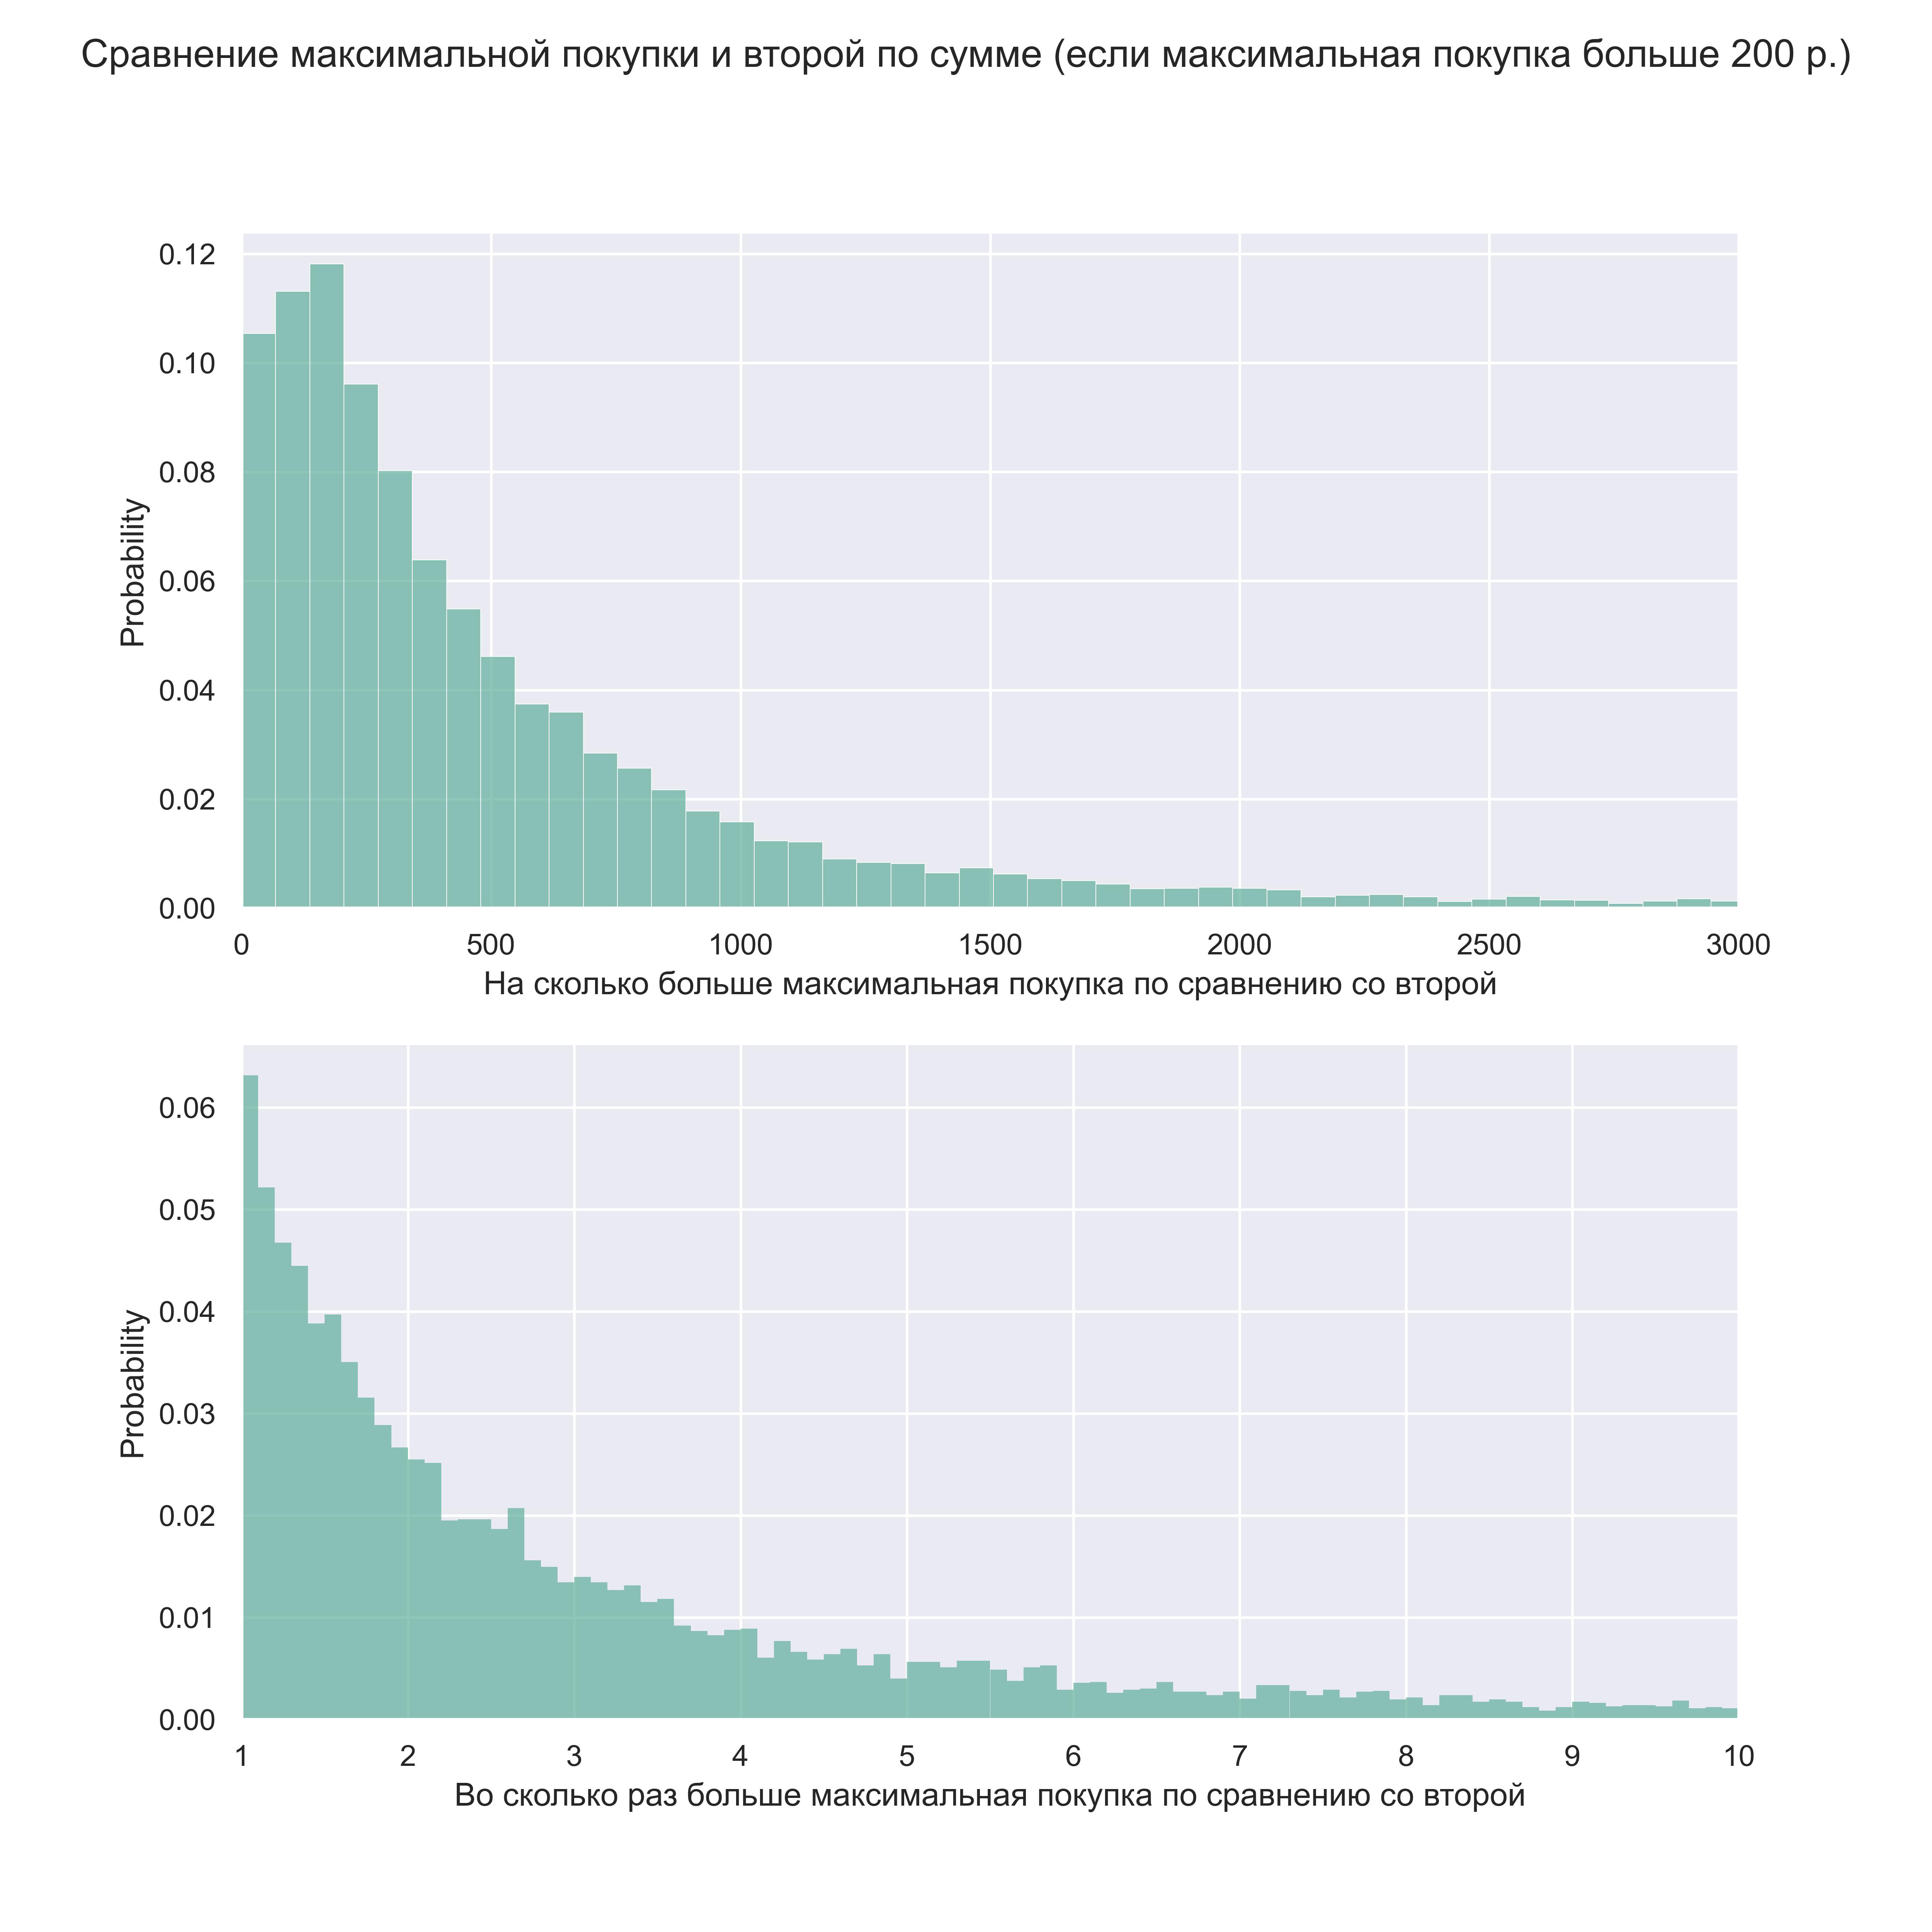 Сравнение максимальной покупки и второй по сумме (если максимальная покупка больше 200 р.)
0.12
0.10
0.08
0.06
0.04
0.02
0.00
Probability
0 500 1000 1500 2000 2500 3000
На сколько больше максимальная покупка по сравнению со второй
0.06
0.05
0.04
0.03
0.02
0.01
0.00
Probability
1 2 3 4 5 6 7 8 9 10
Во сколько раз больше максимальная покупка по сравнению со второй